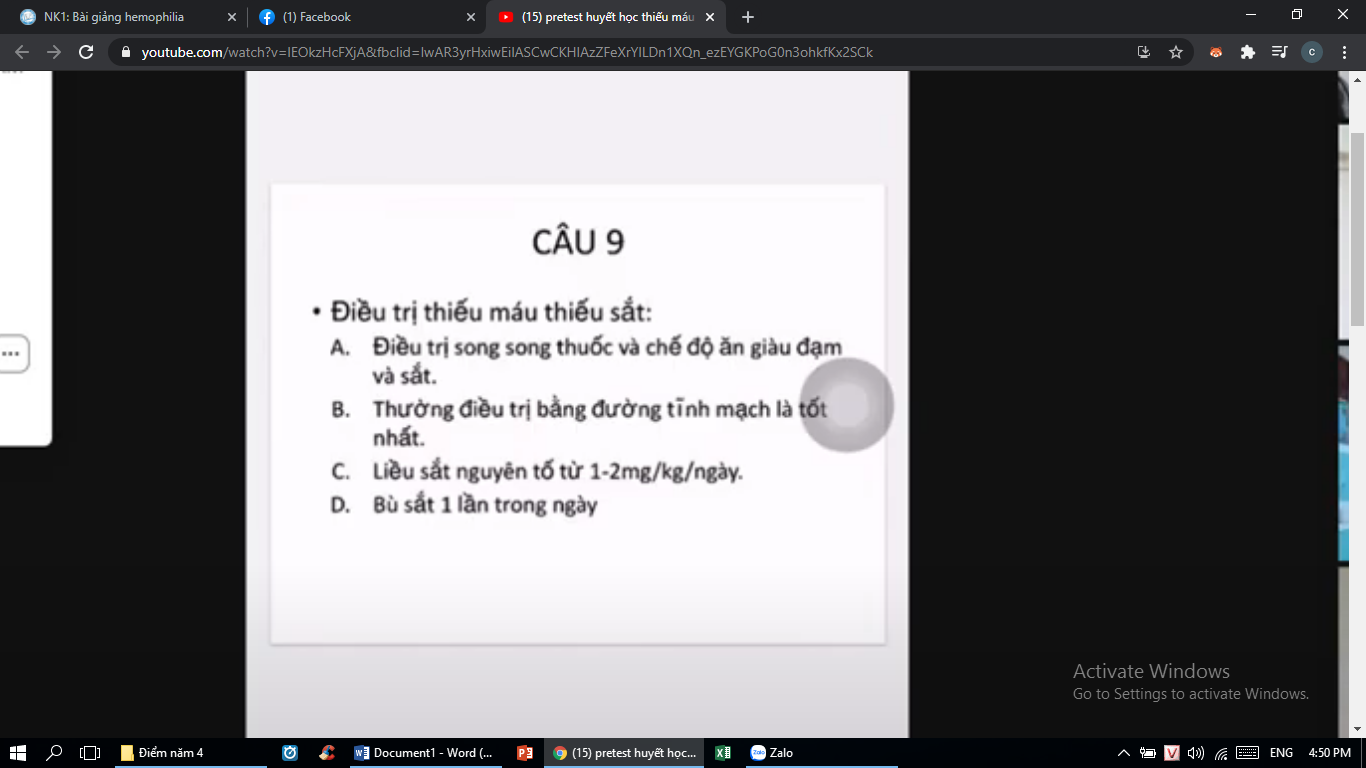 NK1: Bài giảng hemophilia
(1) Facebook
(15) pretest huyết học thiếu máu
youtube.com/watch?v=IEOkzHcFXjA&fbclid=IwAR3yrHxiwEilASCwCKHIAzZFeXrYILDn1XQn_ezEYGKPoG0n3ohkfKx2SCk
c
CÂU 9
• Điều trị thiếu máu thiếu sắt:
A. Điều trị song song thuốc và chế độ ăn giàu đạm
và sắt.
B. Thường điều trị bằng đường tĩnh mạch là tốt
nhất.
C. Liều sắt nguyên tố từ 1-2mg/kg/ngày.
D. Bù sắt 1 lần trong ngày
Activate Windows
Go to Settings to activate Windows.
Điểm năm 4
Document1 - Word (...
(15) pretest huyết học...
Zalo
ENG
4:50 PM